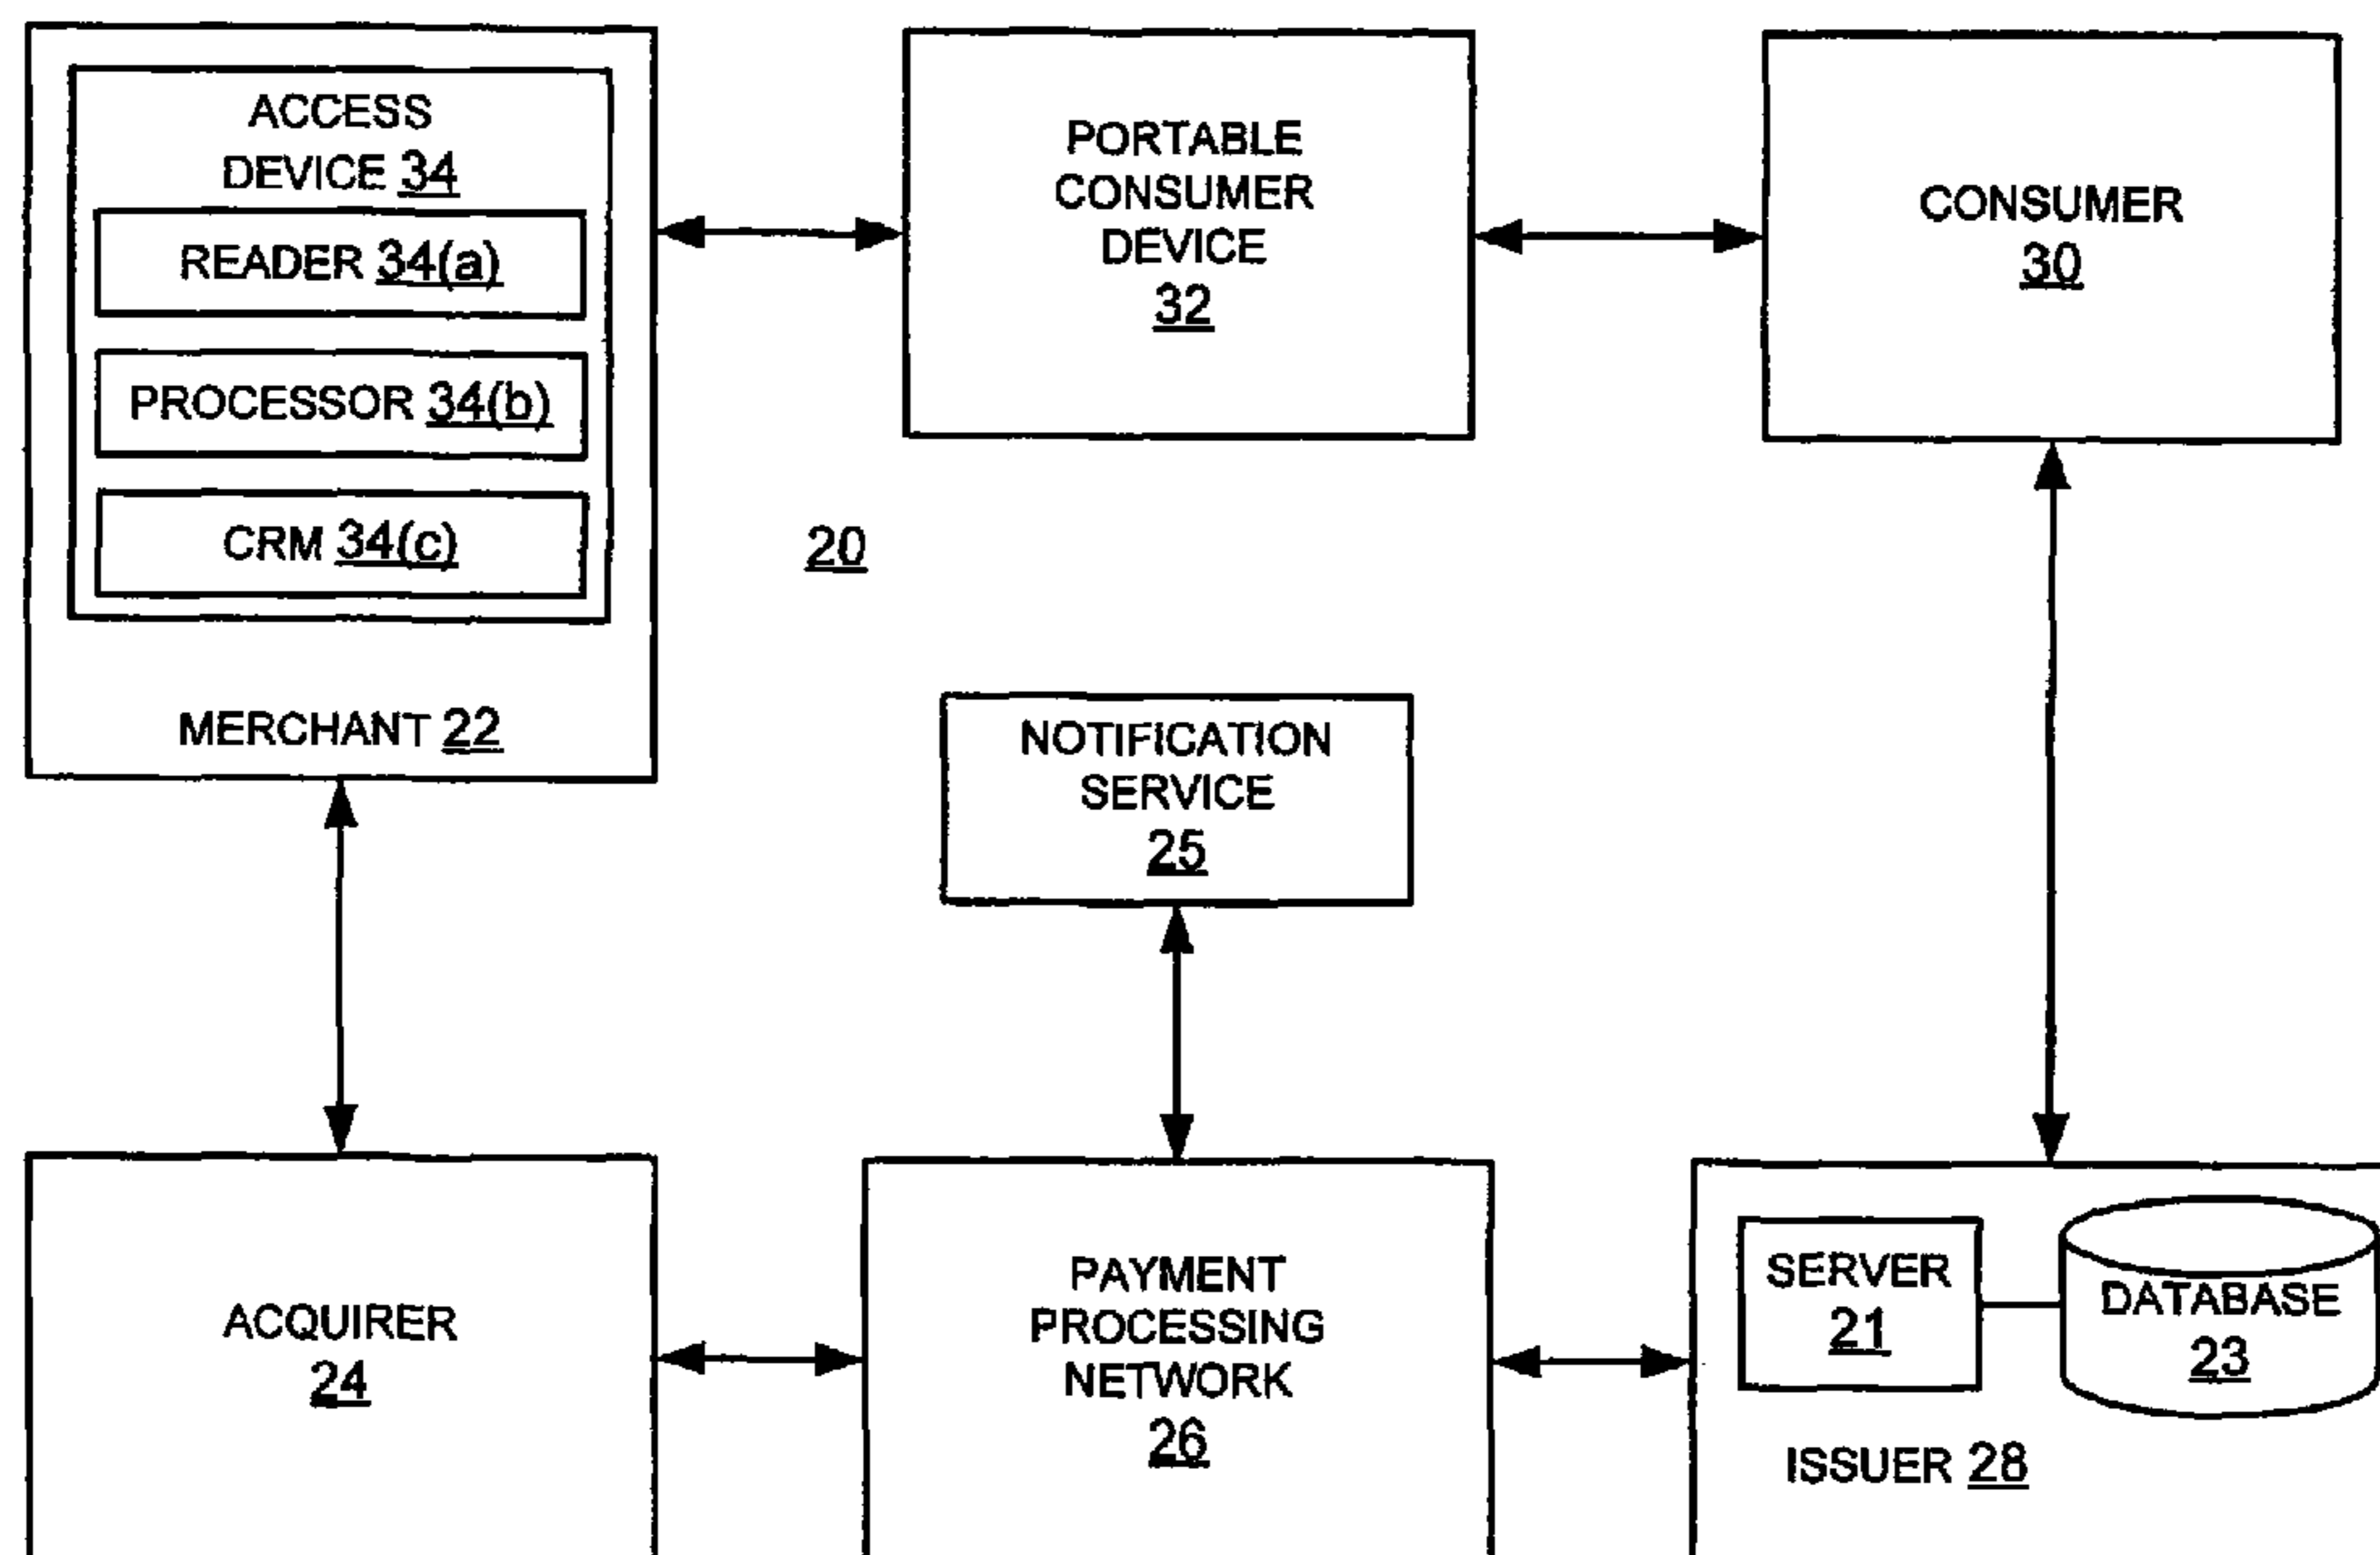 ACCESS
DEVICE 34
READER 34(a)
PROCESSOR 34(b)
CRM 34(c)
MERCHANT 22
PORTABLE
CONSUMER
DEVICE
32
CONSUMER
30
20
NOTIFICATION
SERVICE
25
ACQUIRER
24
PAYMENT
PROCESSING
NETWORK
26
SERVER
21
DATABASE
23
ISSUER 28